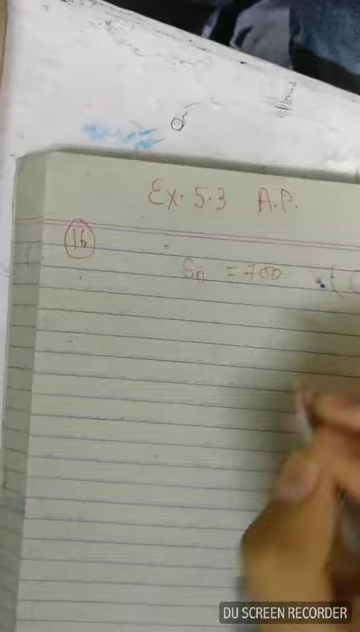 Ex. 5.3 A.P.
16
Sn = 700 (
DU SCREEN RECORDER